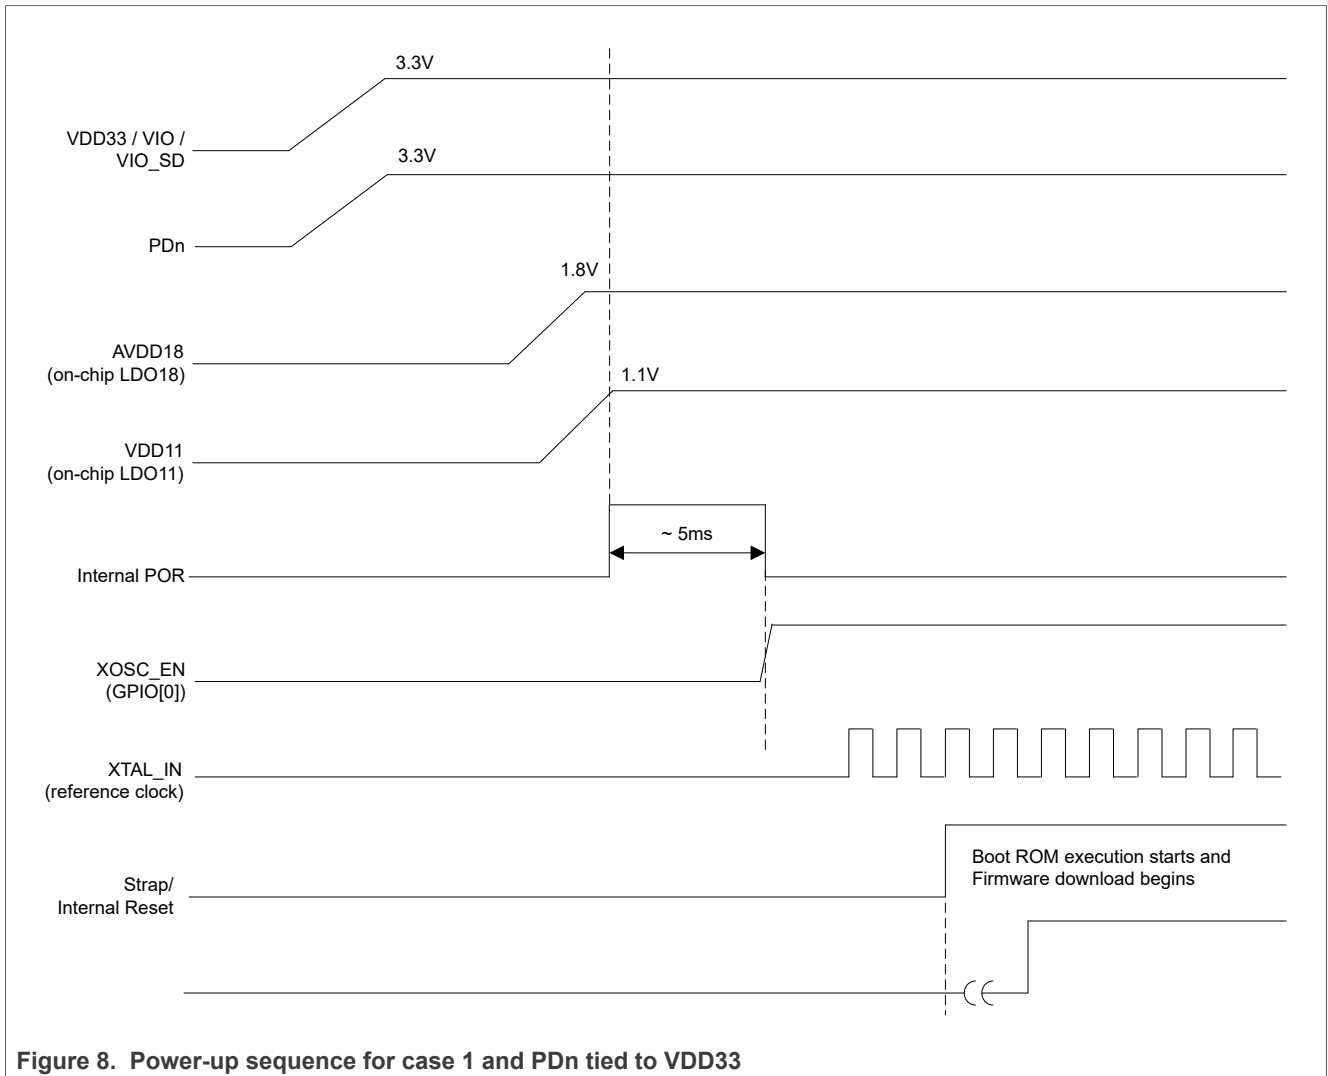 3.3V
VDD33 / VIO /
VIO_SD
3.3V
PDn
1.8V
AVDD18
(on-chip LDO18)
1.1V
VDD11
(on-chip LDO11)
~ 5ms
Internal POR
XOSC_EN
(GPIO[0])
XTAL_IN
(reference clock)
Boot ROM execution starts and
Firmware download begins
Strap/
Internal Reset
Figure 8. Power-up sequence for case 1 and PDn tied to VDD33